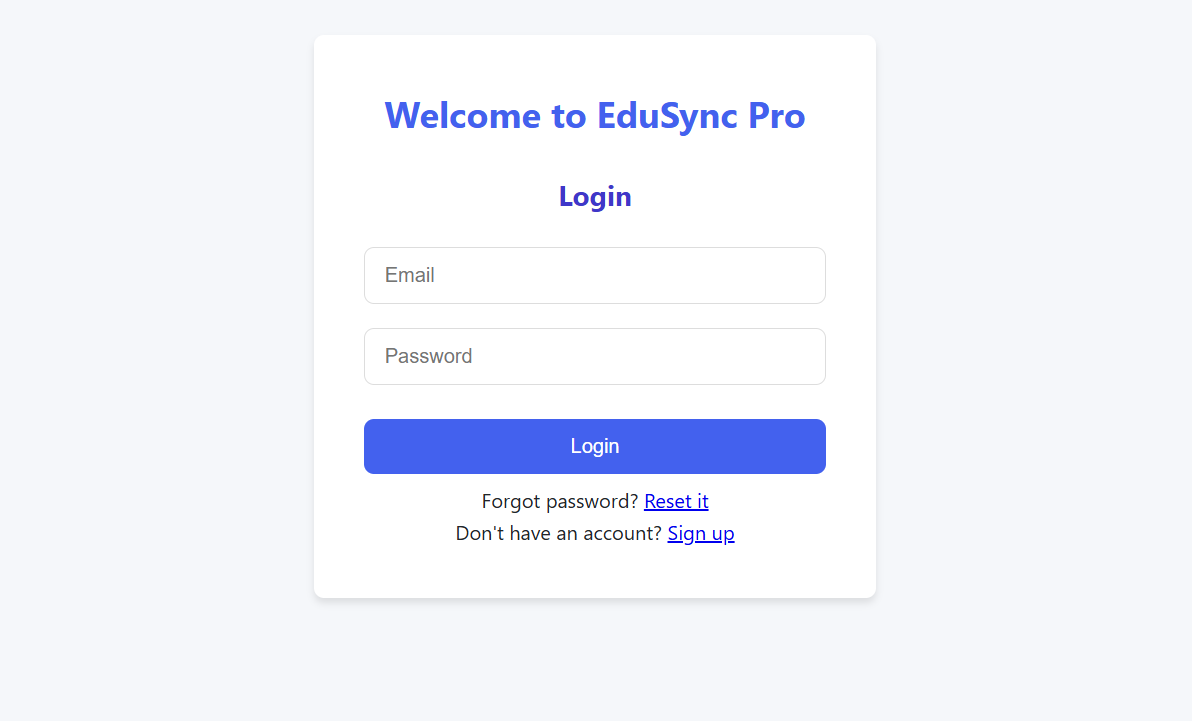 Welcome to EduSync Pro
Login
Email
Password
Login
Forgot password? Reset it
Don't have an account? Sign up